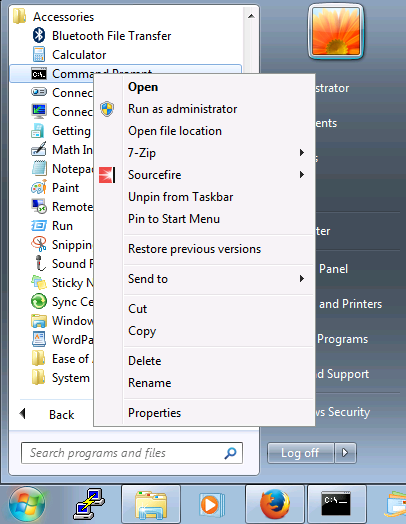 Accessories
Bluetooth File Transfer
Calculator
Command Prompt
Connec
Connec
Getting
Math In
Notepa
Paint
Remote
Run
Snippin
Sound R
Sticky N
Sync Ce
Window
WordPa
Ease of
System
Back
Search programs and files
Open
Run as administrator
Open file location
7-Zip
Sourcefire
Unpin from Taskbar
Pin to Start Menu
Restore previous versions
Send to
Cut
Copy
Delete
Rename
Properties
istrator
ents
s
ter
Panel
and Printers
Programs
nd Support
ws Security
Log off
C:\.